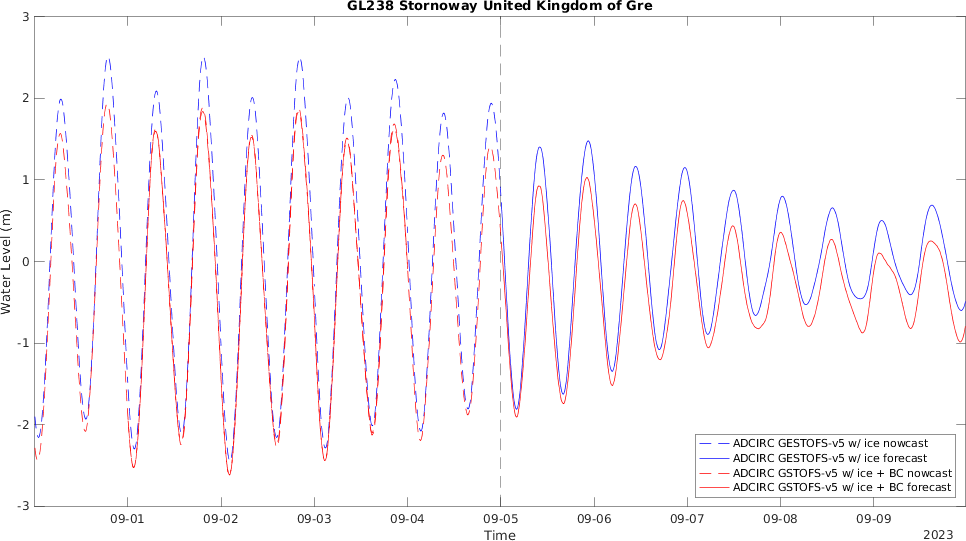 GL238 Stornoway United Kingdom of Gre
3
2
1
0
-1
-2
-3
Water Level (m)
ADCIRC GESTOFS-v5 w/ ice nowcast
ADCIRC GESTOFS-v5 w/ ice forecast
ADCIRC GSTOFS-v5 w/ ice + BC nowcast
ADCIRC GSTOFS-v5 w/ ice + BC forecast
09-01 09-02 09-03 09-04 09-05 09-06 09-07 09-08 09-09
Time 2023